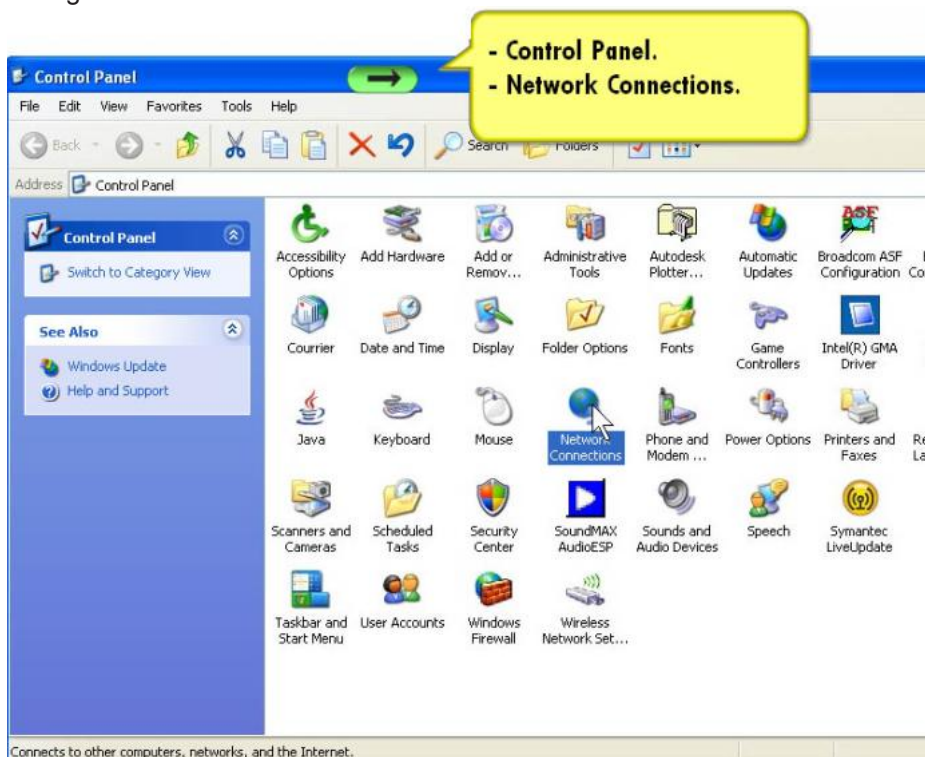 - Control Panel.
- Network Connections.
Control Panel
File Edit View Favorites Tools Help
Back Search Folders
Address Control Panel
Control Panel
Switch to Category View
See Also
Windows Update
Help and Support
Accessibility Options
Add Hardware
Add or Remov...
Administrative Tools
Autodesk Plotter...
Automatic Updates
ASF
Broadcom ASF Configuration
Courrier
Date and Time
Display
Folder Options
Fonts
Game Controllers
Intel(R) GMA Driver
Java
Keyboard
Mouse
Network Connections
Phone and Modem ...
Power Options
Printers and Faxes
Scanners and Cameras
Scheduled Tasks
Security Center
SoundMAX AudioESP
Sounds and Audio Devices
Speech
Symantec LiveUpdate
Taskbar and Start Menu
User Accounts
Windows Firewall
Wireless Network Set...
Connects to other computers, networks, and the Internet.